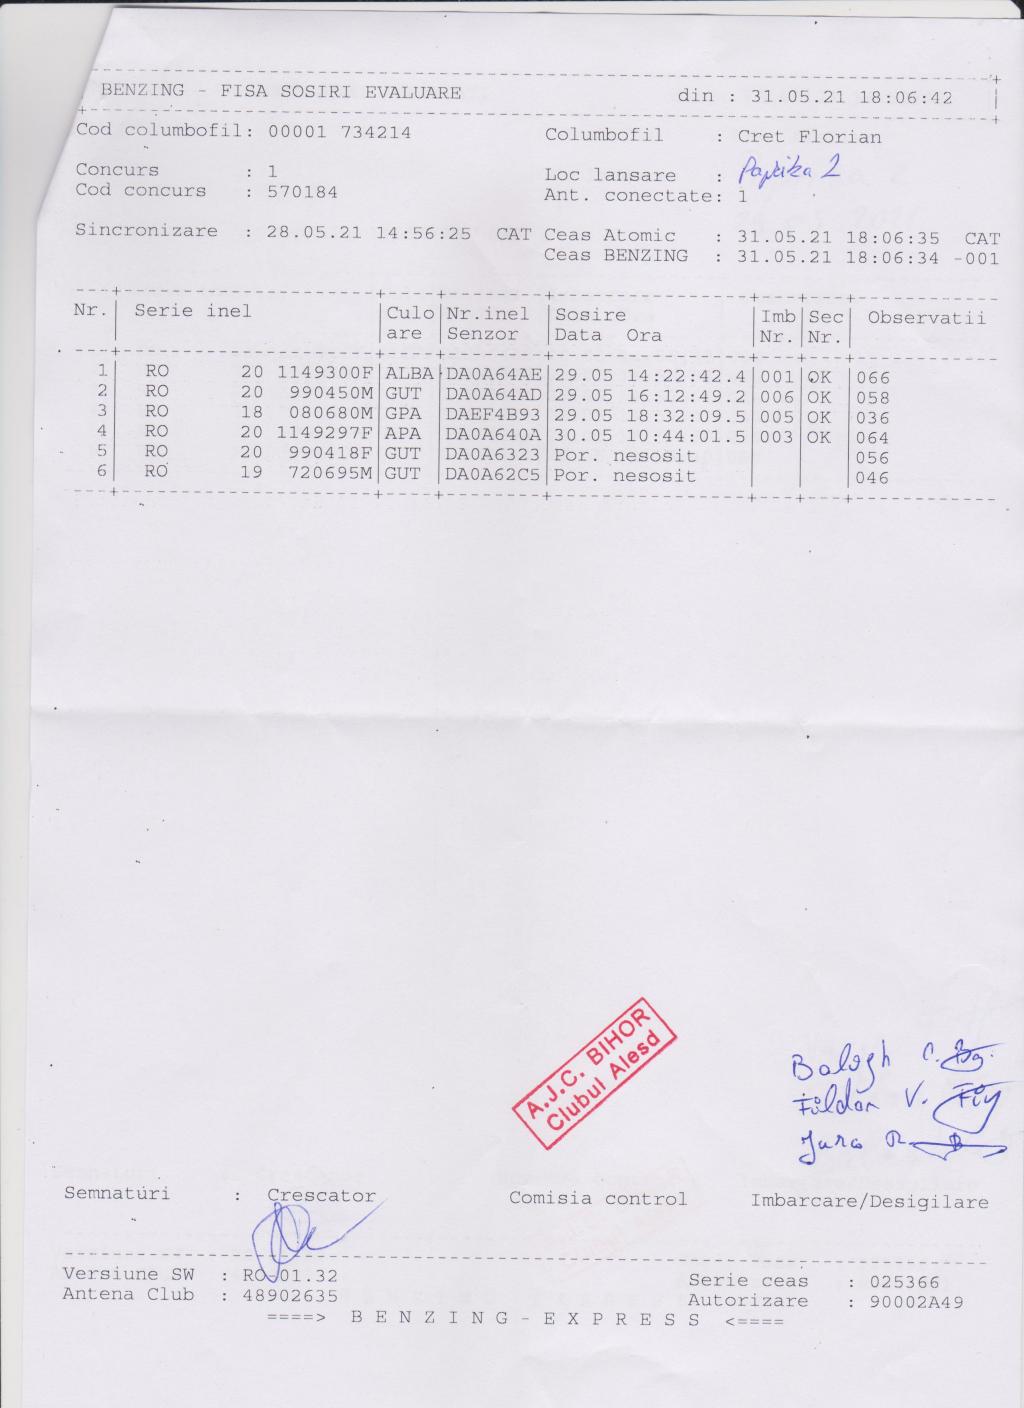 BENZING - FISA SOSIRI EVALUARE din : 31.05.21 18:06:42
Cod columbofil: 00001 734214 Columbofil : Cret Florian
Concurs : 1 Loc lansare : Paprika 2
Cod concurs : 570184 Ant. conectate: 1
Sincronizare : 28.05.21 14:56:25 CAT Ceas Atomic : 31.05.21 18:06:35 CAT
Ceas BENZING : 31.05.21 18:06:34 -001
Nr. Serie inel Culo Nr.inel Sosire Imb Sec Observatii
are Senzor Data Ora Nr. Nr.
1 RO 20 1149300F ALBA DA0A64AE 29.05 14:22:42.4 001 OK 066
2 RO 20 990450M GUT DA0A64AD 29.05 16:12:49.2 006 OK 058
3 RO 18 080680M GPA DAEF4B93 29.05 18:32:09.5 005 OK 036
4 RO 20 1149297F APA DA0A640A 30.05 10:44:01.5 003 OK 064
5 RO 20 990418F GUT DA0A6323 Por. nesosit 056
6 RO 19 720695M GUT DA0A62C5 Por. nesosit 046
A.J.C. BIHOR
Clubul Alesd
Balogh C.
V.
R.
Semnaturi : Crescator Comisia control Imbarcare/Desigilare
Versiune SW : RO 01.32 Serie ceas : 025366
Antena Club : 48902635 Autorizare : 90002A49
====> B E N Z I N G - E X P R E S S <====